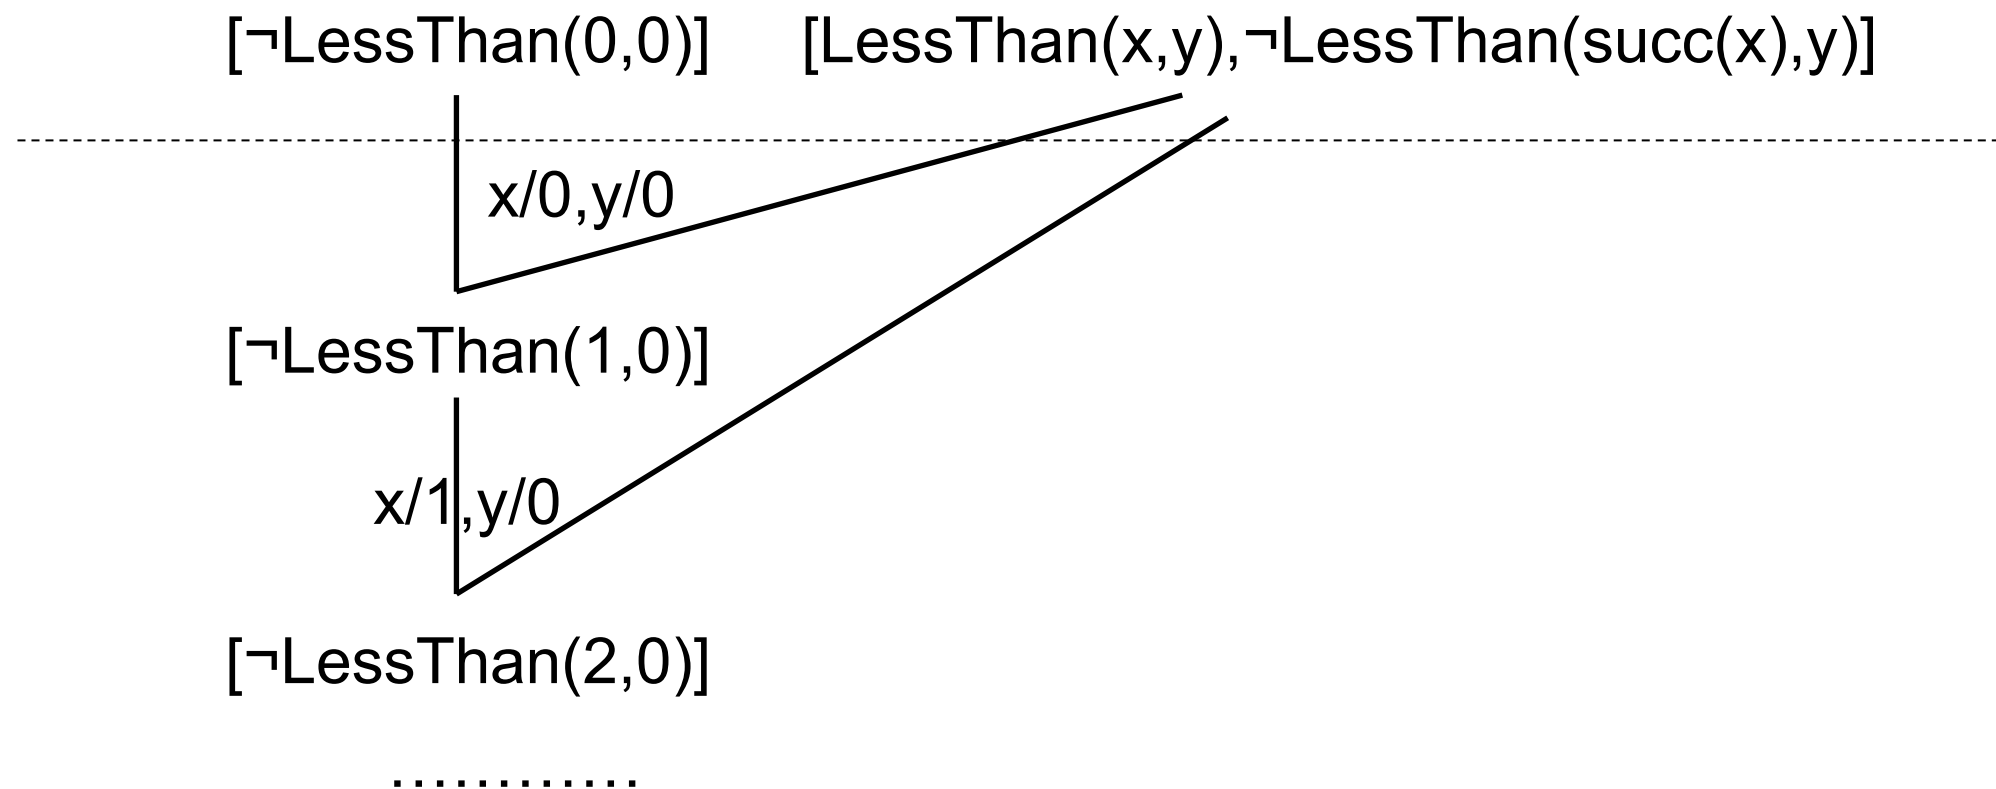 [¬LessThan(0,0)] [LessThan(x,y),¬LessThan(succ(x),y)]
x/0,y/0
[¬LessThan(1,0)]
x/1,y/0
[¬LessThan(2,0)]
............